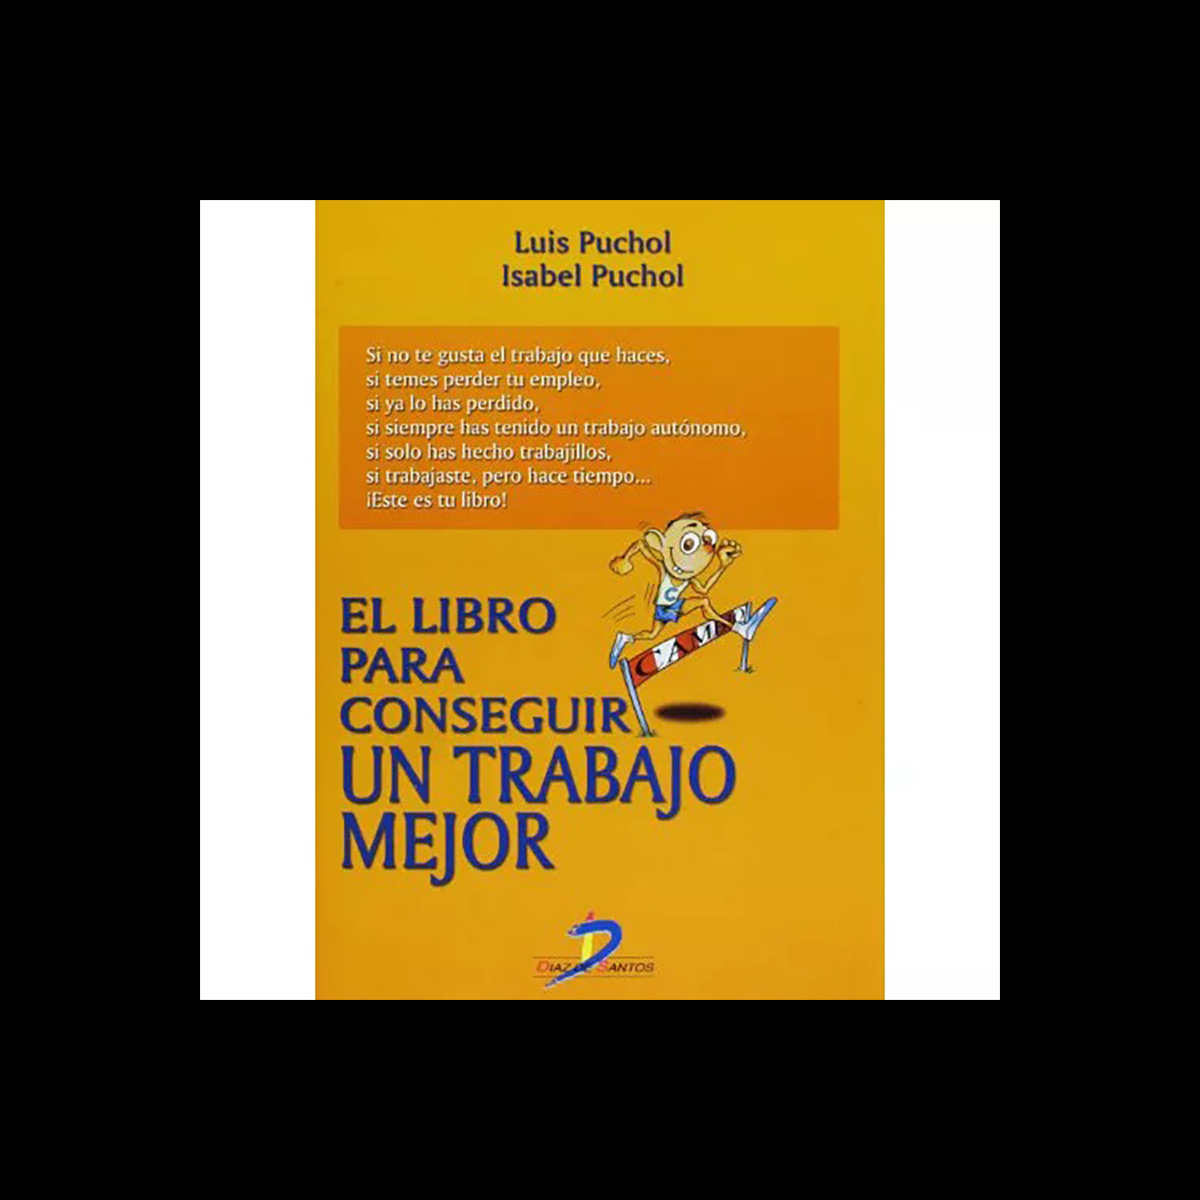 Luis Puchol
Isabel Puchol
Si no te gusta el trabajo que haces,
si temes perder tu empleo,
si ya lo has perdido,
si siempre has tenido un trabajo autónomo,
si solo has hecho trabajillos,
si trabajaste, pero hace tiempo...
¡Este es tu libro!
EL LIBRO
PARA
CONSEGUIR
UN TRABAJO
MEJOR
C
DIAZ DE SANTOS